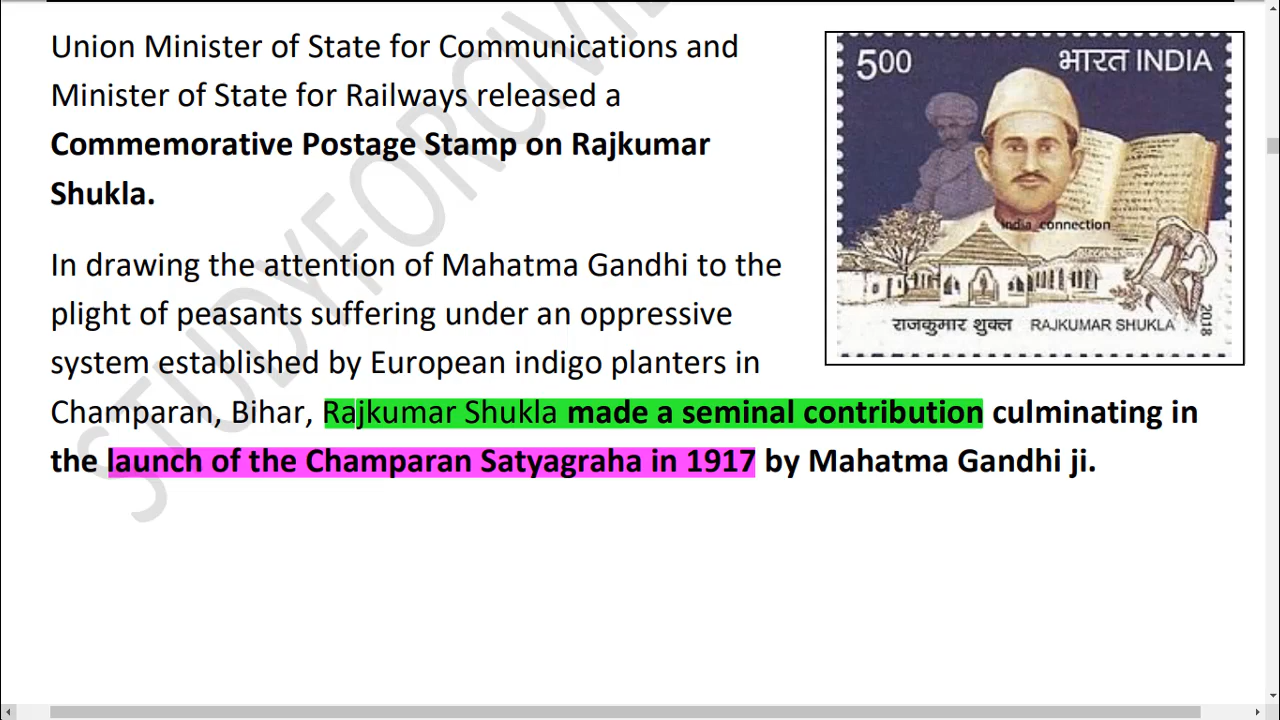 Union Minister of State for Communications and
Minister of State for Railways released a
Commemorative Postage Stamp on Rajkumar
Shukla.
In drawing the attention of Mahatma Gandhi to the
plight of peasants suffering under an oppressive
system established by European indigo planters in
Champaran, Bihar, Rajkumar Shukla made a seminal contribution culminating in
the launch of the Champaran Satyagraha in 1917 by Mahatma Gandhi ji.
500
भारत INDIA
india_connection
राजकुमार शुक्ल RAJKUMAR SHUKLA
2018
STUDYFORCIVI